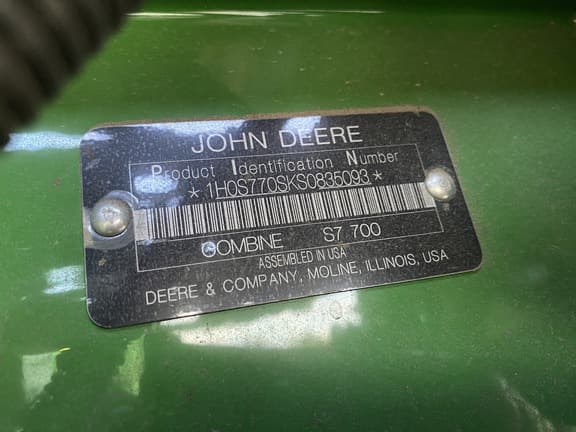 JOHN DEERE
Product Identification Number
*1H0S770SKS0835093*
COMBINE S7 700
ASSEMBLED IN USA
DEERE & COMPANY, MOLINE, ILLINOIS, USA